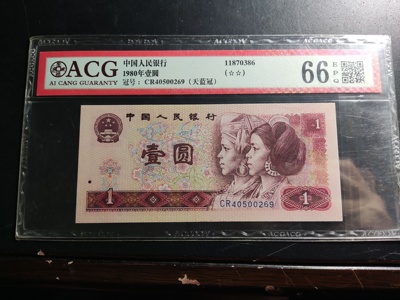 ACG
AI CANG GUARANTY
中国人民银行
1980年壹圆
冠号：CR40500269（天蓝冠）
11870386
(☆☆)
66
EPQ
中国人民银行
壹圆
1
1
1
CR40500269